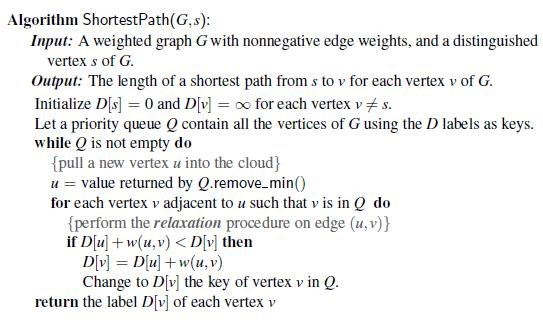 Algorithm ShortestPath(G,s):
Input: A weighted graph G with nonnegative edge weights, and a distinguished
vertex s of G.
Output: The length of a shortest path from s to v for each vertex v of G.
Initialize D[s] = 0 and D[v] = ∞ for each vertex v ≠ s.
Let a priority queue Q contain all the vertices of G using the D labels as keys.
while Q is not empty do
{pull a new vertex u into the cloud}
u = value returned by Q.remove_min()
for each vertex v adjacent to u such that v is in Q do
{perform the relaxation procedure on edge (u,v)}
if D[u]+w(u,v) < D[v] then
D[v] = D[u]+w(u,v)
Change to D[v] the key of vertex v in Q.
return the label D[v] of each vertex v